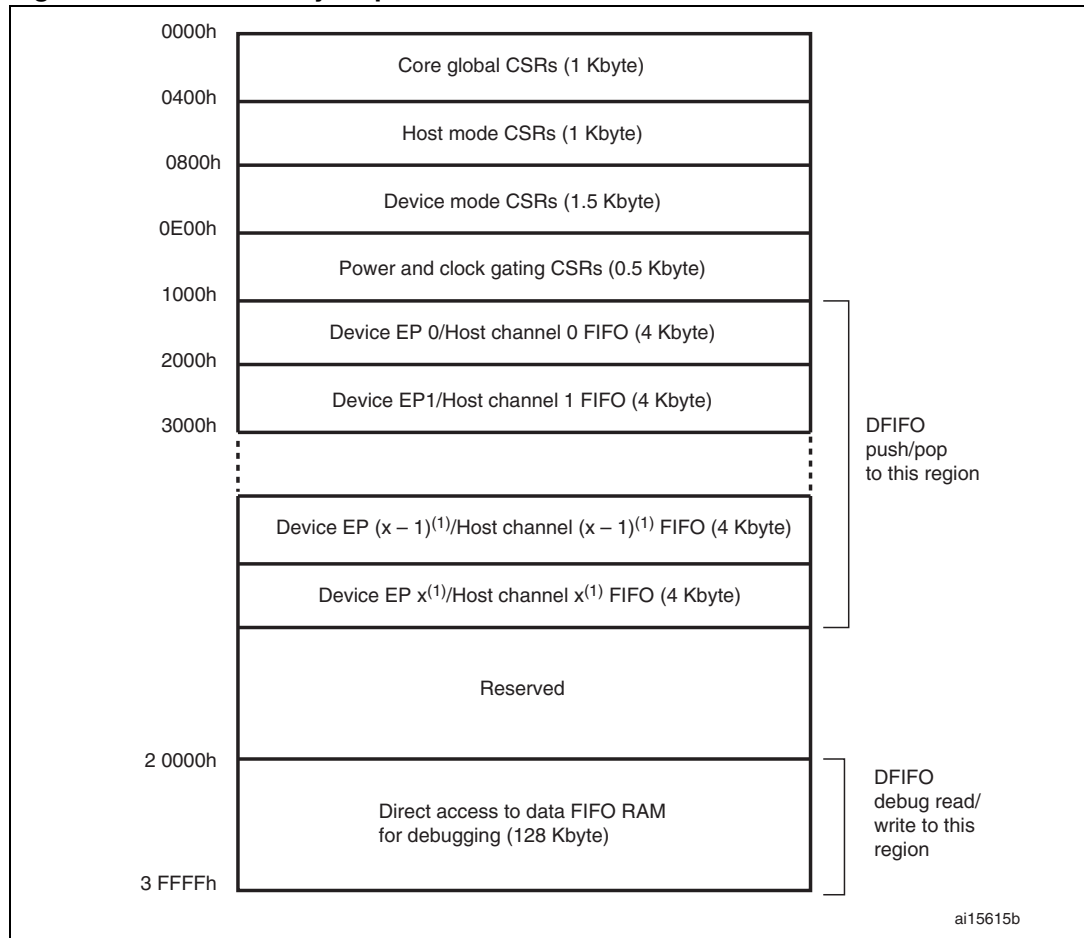 0000h
Core global CSRs (1 Kbyte)
0400h
Host mode CSRs (1 Kbyte)
0800h
Device mode CSRs (1.5 Kbyte)
0E00h
Power and clock gating CSRs (0.5 Kbyte)
1000h
Device EP 0/Host channel 0 FIFO (4 Kbyte)
2000h
Device EP1/Host channel 1 FIFO (4 Kbyte)
3000h
DFIFO
push/pop
to this region
Device EP (x – 1)(1)/Host channel (x – 1)(1) FIFO (4 Kbyte)
Device EP x(1)/Host channel x(1) FIFO (4 Kbyte)
Reserved
2 0000h
Direct access to data FIFO RAM
for debugging (128 Kbyte)
DFIFO
debug read/
write to this
region
3 FFFFh
ai15615b